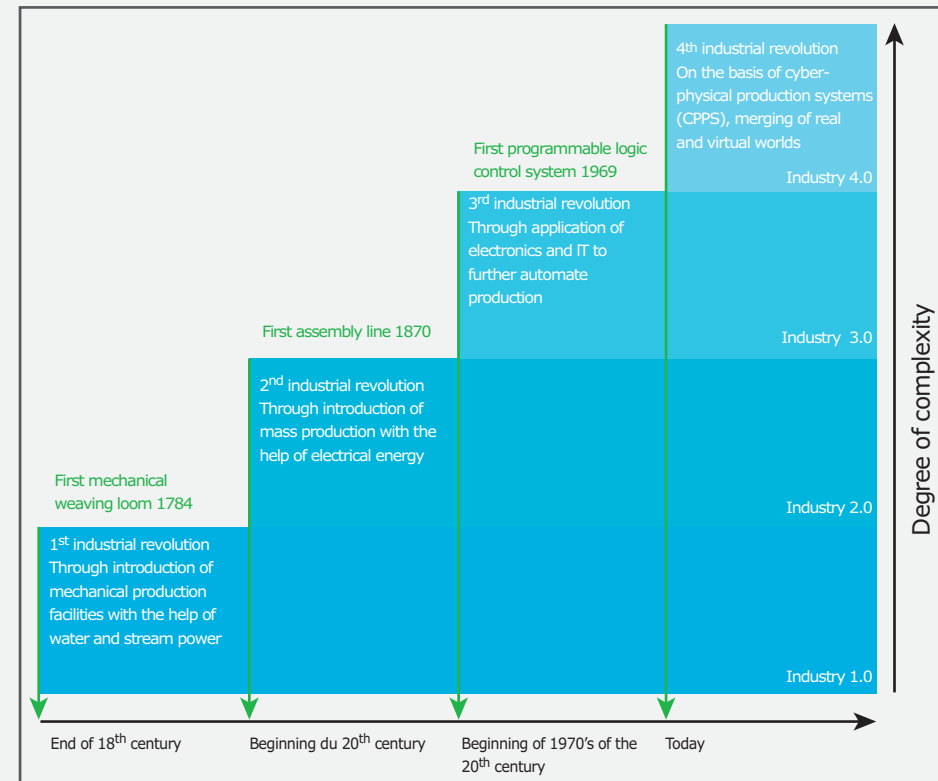 4th industrial revolution
On the basis of cyber-
physical production systems
(CPPS), merging of real
and virtual worlds
Industry 4.0
First programmable logic
control system 1969
3rd industrial revolution
Through application of
electronics and IT to
further automate
production
Industry 3.0
First assembly line 1870
2nd industrial revolution
Through introduction of
mass production with the
help of electrical energy
Industry 2.0
First mechanical
weaving loom 1784
1st industrial revolution
Through introduction of
mechanical production
facilities with the help of
water and stream power
Industry 1.0
Degree of complexity
End of 18th century
Beginning du 20th century
Beginning of 1970's of the
20th century
Today